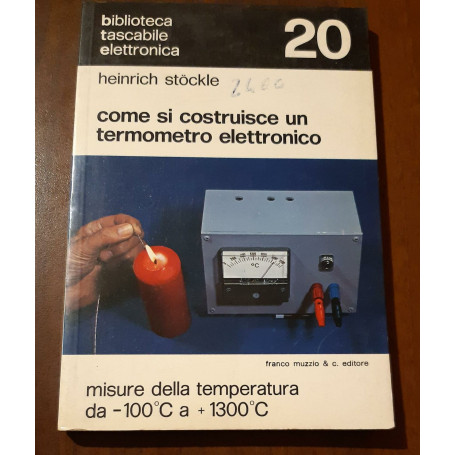 biblioteca
tascabile
elettronica
20
heinrich stöckle
come si costruisce un
termometro elettronico
°C
franco muzzio & c. editore
misure della temperatura
da -100°C a + 1300°C